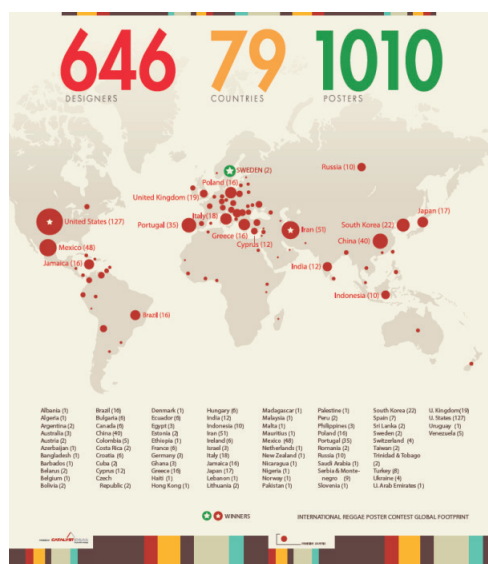 646 79 1010
DESIGNERS COUNTRIES POSTERS
SWEDEN (2)
Russia (10)
Poland (16)
United Kingdom (19)
Italy(18)
Japan (17)
United States (127)
Portugal (35)
Iran (51)
South Korea (22)
Mexico (48)
Greece (16)
China (40)
Cyprus (12)
Jamaica (16)
India (12)
Indonesia (10)
Brazil (16)
Albania (1)
Algeria (1)
Argentina (2)
Australia (3)
Austria (2)
Azerbaijan (1)
Bangladesh (1)
Barbados (1)
Belarus (2)
Belgium (1)
Bolivia (2)
Brazil (16)
Bulgaria (6)
Canada (6)
China (40)
Colombia (5)
Costa Rica (2)
Croatia (6)
Cuba (2)
Cyprus (12)
Czech
Republic (2)
Denmark (1)
Ecuador (6)
Egypt (3)
Estonia (2)
Ethiopia (1)
France (6)
Germany (3)
Ghana (3)
Greece (16)
Haiti (1)
Hong Kong (1)
Hungary (6)
India (12)
Indonesia (10)
Iran (51)
Ireland (6)
Israel (3)
Italy (18)
Jamaica (16)
Japan (17)
Lebanon (1)
Lithuania (2)
Madagascar (1)
Malaysia (1)
Malta (1)
Mauritius (1)
Mexico (48)
Netherlands (1)
New Zealand (1)
Nicaragua (1)
Nigeria (1)
Norway (1)
Pakistan (1)
Palestine (1)
Peru (2)
Philippines (3)
Poland (16)
Portugal (35)
Romania (2)
Russia (10)
Saudi Arabia (1)
Serbia & Monte-
negro (9)
Slovenia (1)
South Korea (22)
Spain (7)
Sri Lanka (2)
Sweden (2)
Switzerland (4)
Taiwan (2)
Trinidad & Tobago
(2)
Turkey (8)
Ukraine (4)
U. Arab Emirates (1)
U. Kingdom(19)
U. States (127)
Uruguay (1)
Venezuela (5)
WINNERS
INTERNATIONAL REGGAE POSTER CONTEST GLOBAL FOOTPRINT
CATALYST